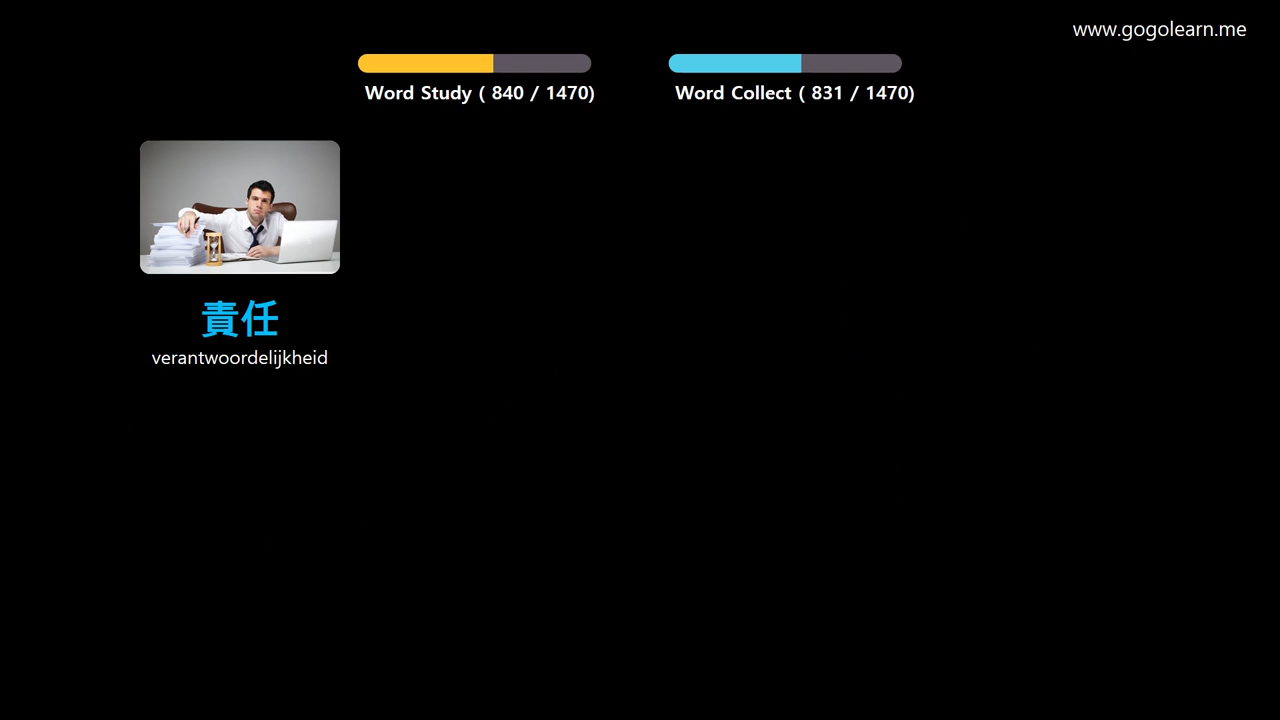 www.gogolearn.me
Word Study ( 840 / 1470)
Word Collect ( 831 / 1470)
責任
verantwoordelijkheid